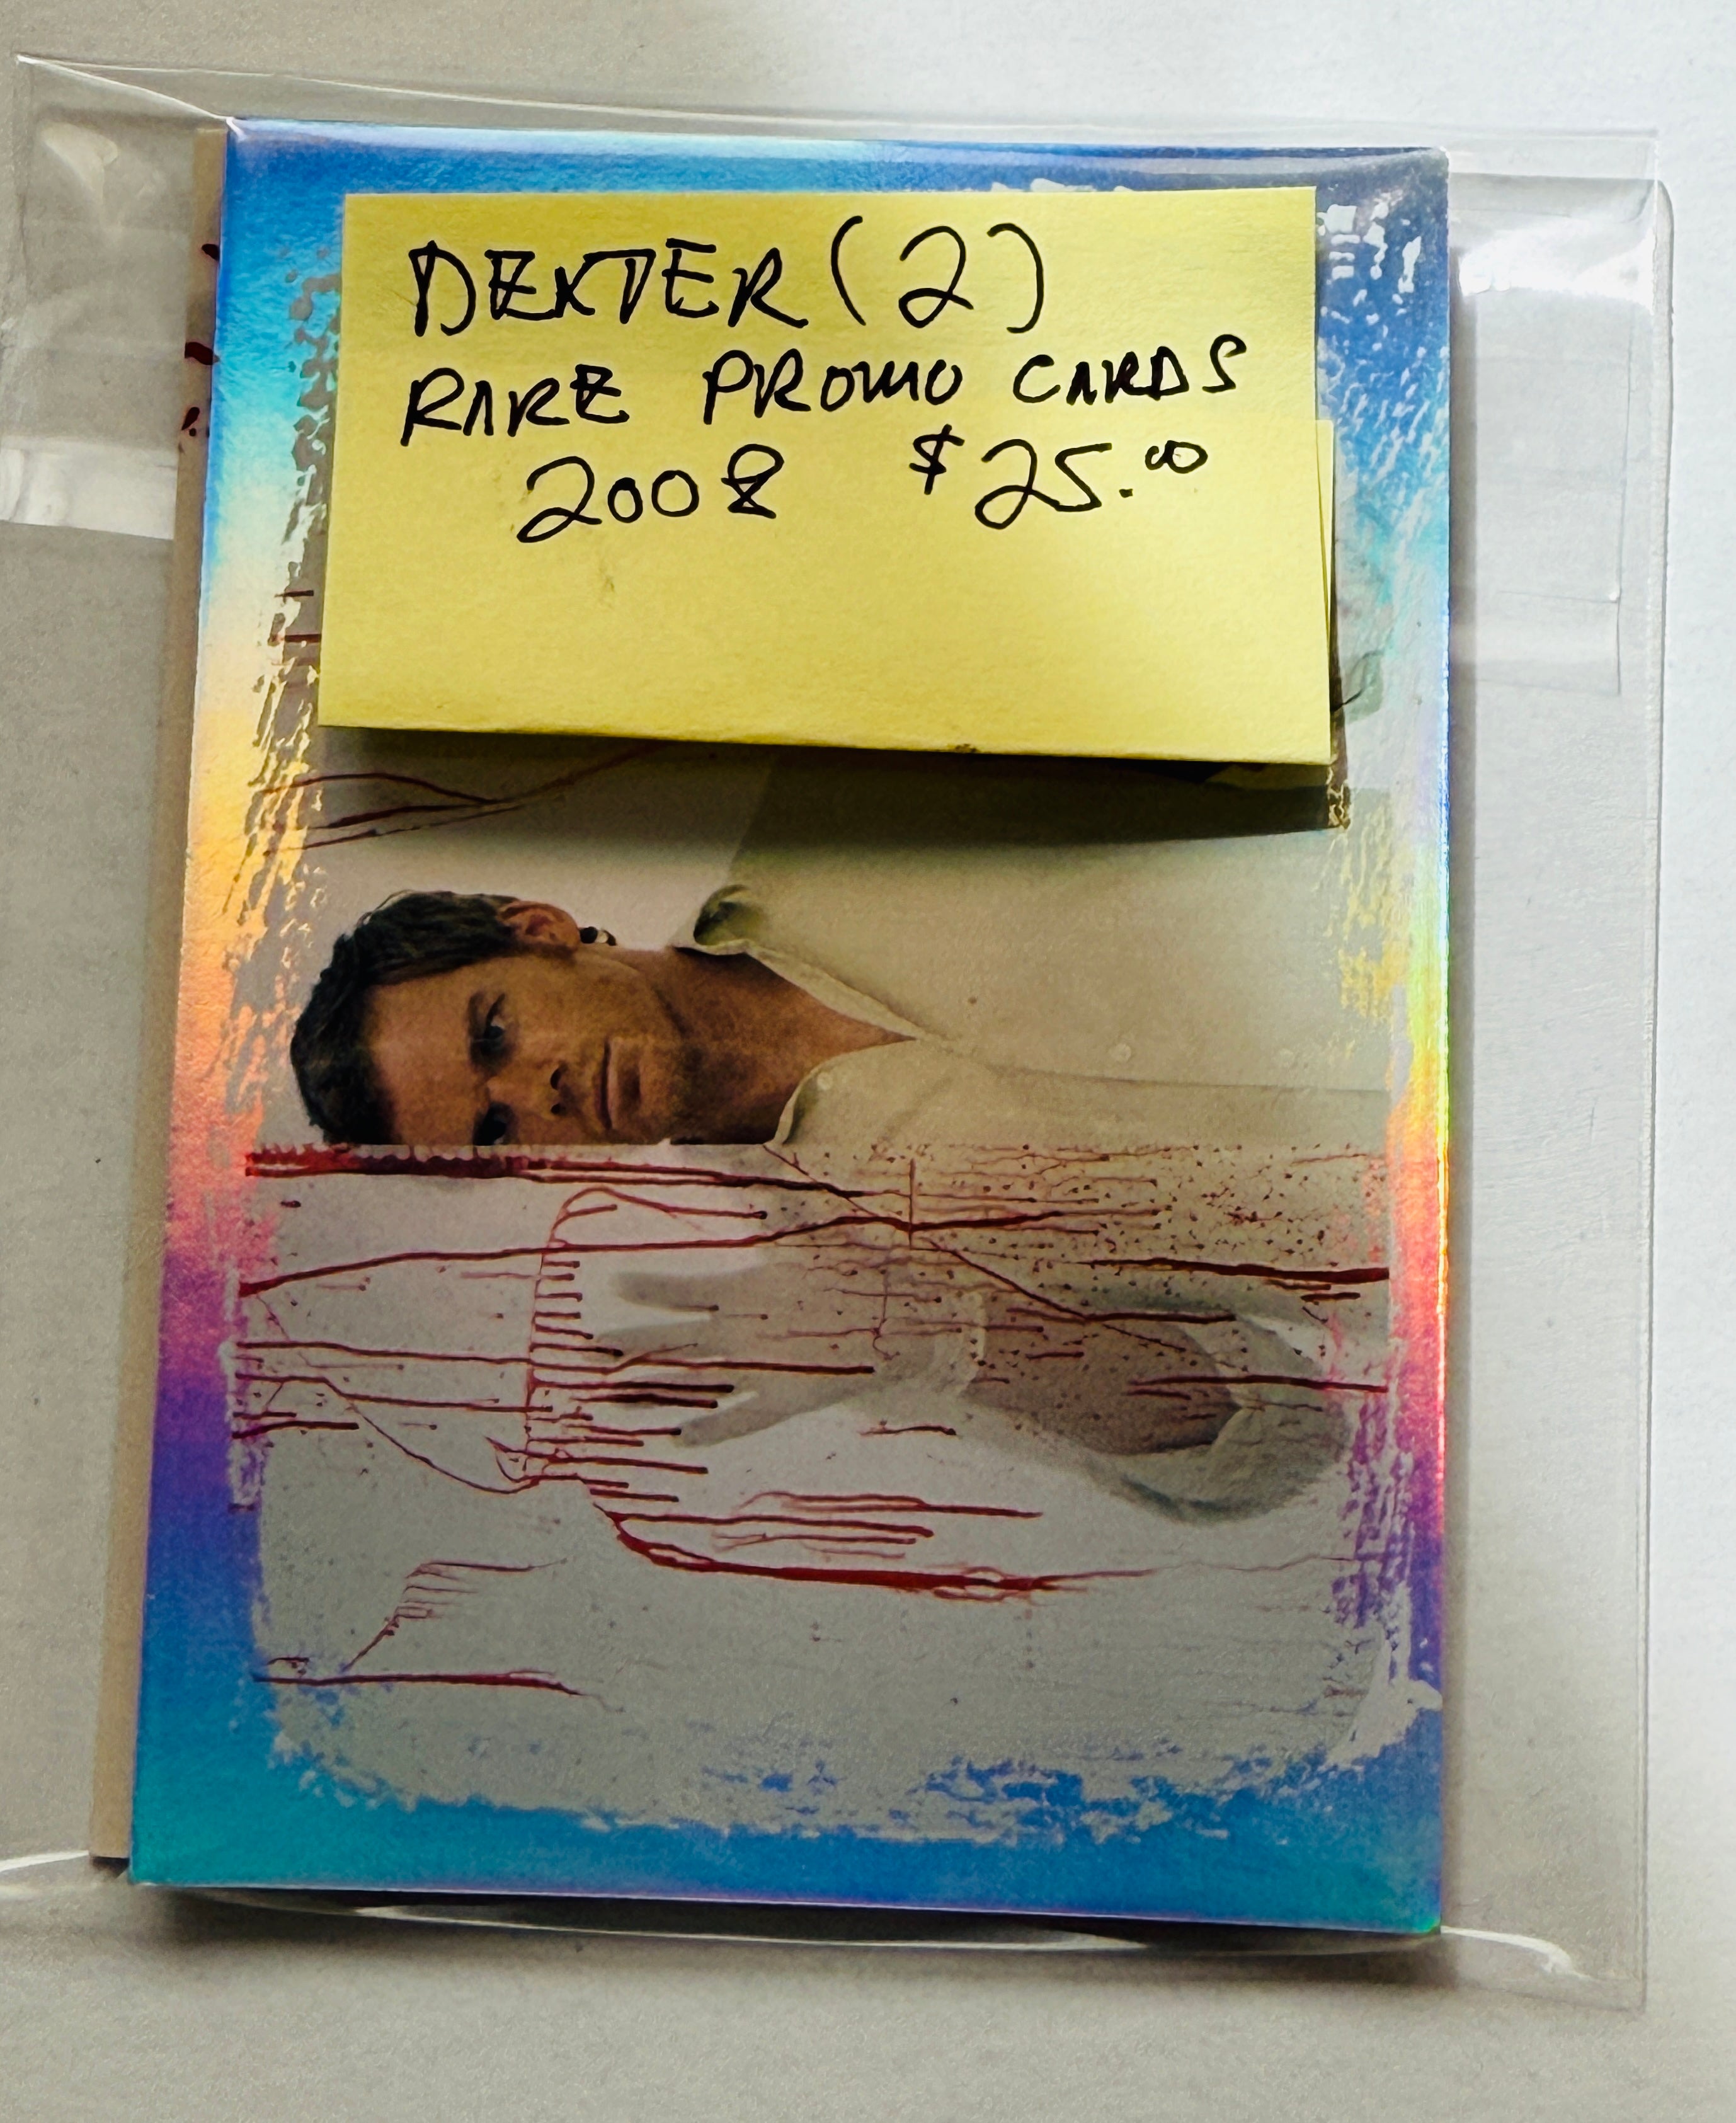 DEXTER (2)
RARE PROMO CARDS
2008 $25.00